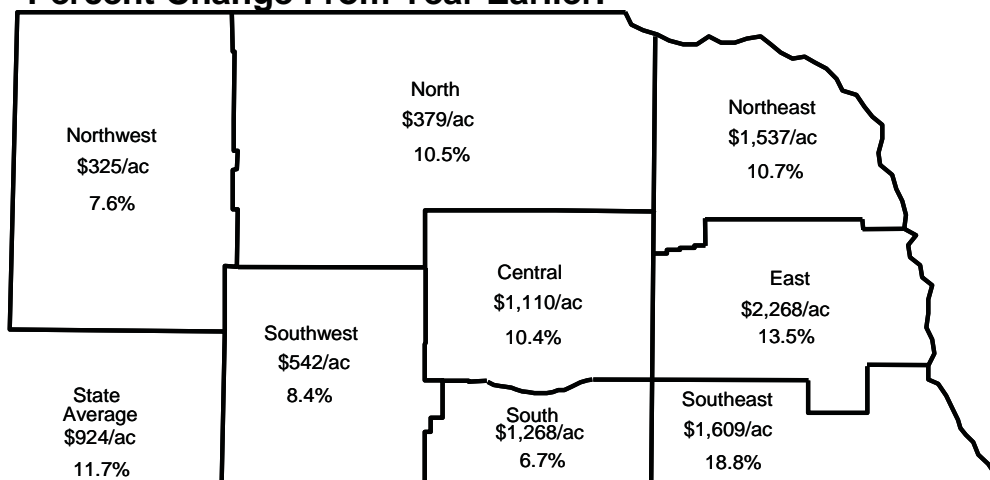 Percent Change From Year Earlier.
Northwest
$325/ac
7.6%
North
$379/ac
10.5%
Northeast
$1,537/ac
10.7%
Central
$1,110/ac
10.4%
East
$2,268/ac
13.5%
Southwest
$542/ac
8.4%
State
Average
$924/ac
11.7%
South
$1,268/ac
6.7%
Southeast
$1,609/ac
18.8%